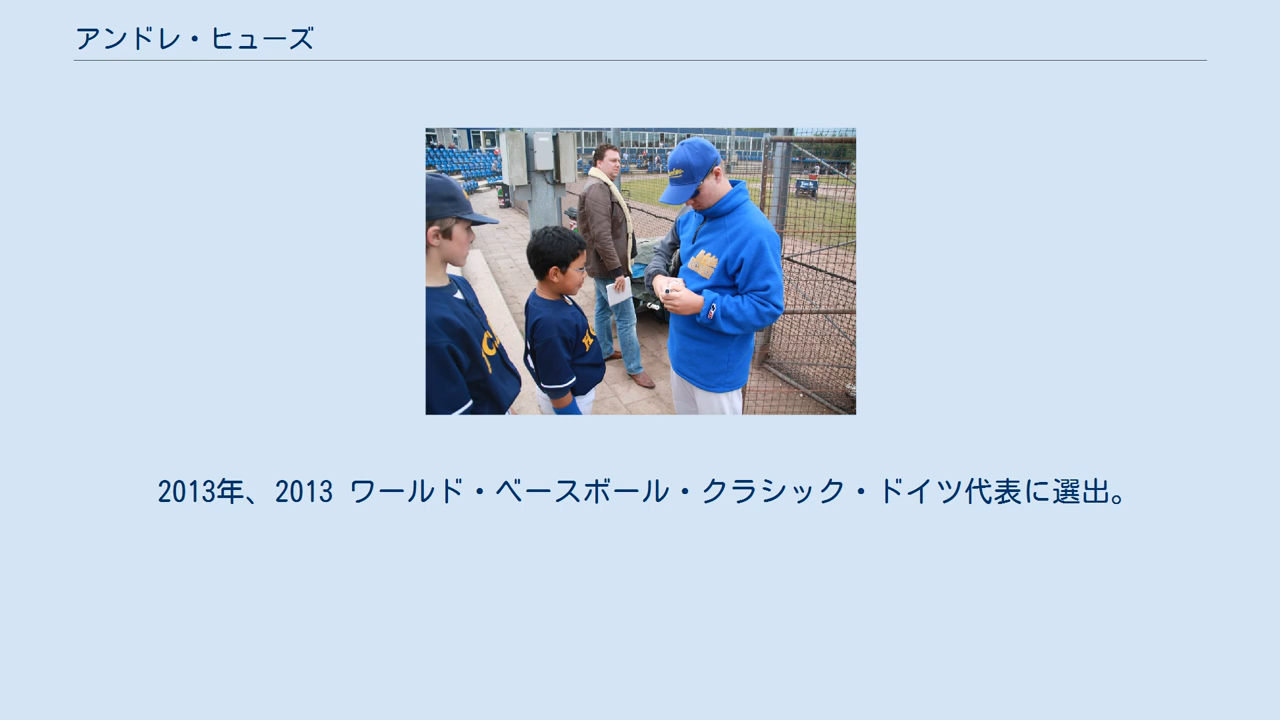 アンドレ・ヒューズ
2013年、2013 ワールド・ベースボール・クラシック・ドイツ代表に選出。